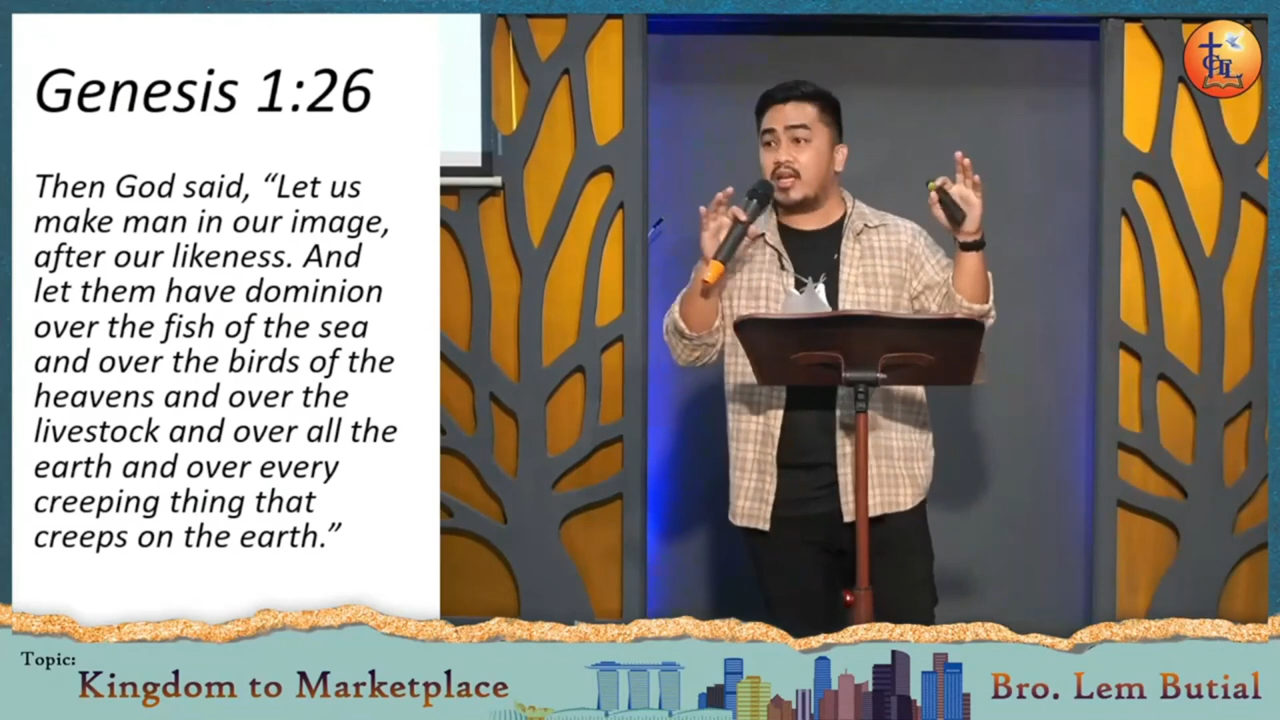 Genesis 1:26
Then God said, “Let us
make man in our image,
after our likeness. And
let them have dominion
over the fish of the sea
and over the birds of the
heavens and over the
livestock and over all the
earth and over every
creeping thing that
creeps on the earth.”
Topic:
Kingdom to Marketplace
Bro. Lem Butial